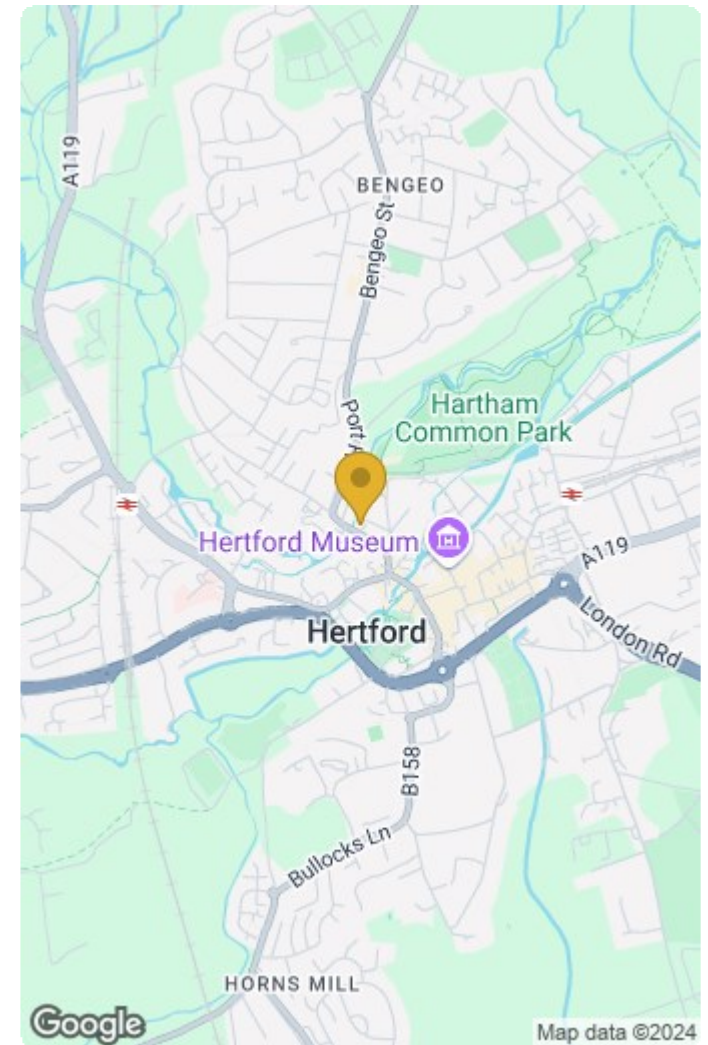 A119
BENGEO
Bengeo St
Port
Hartham
Common Park
Hertford Museum
A119
Hertford
London Rd
B158
Bullocks Ln
HORNS MILL
Google
Map data ©2024